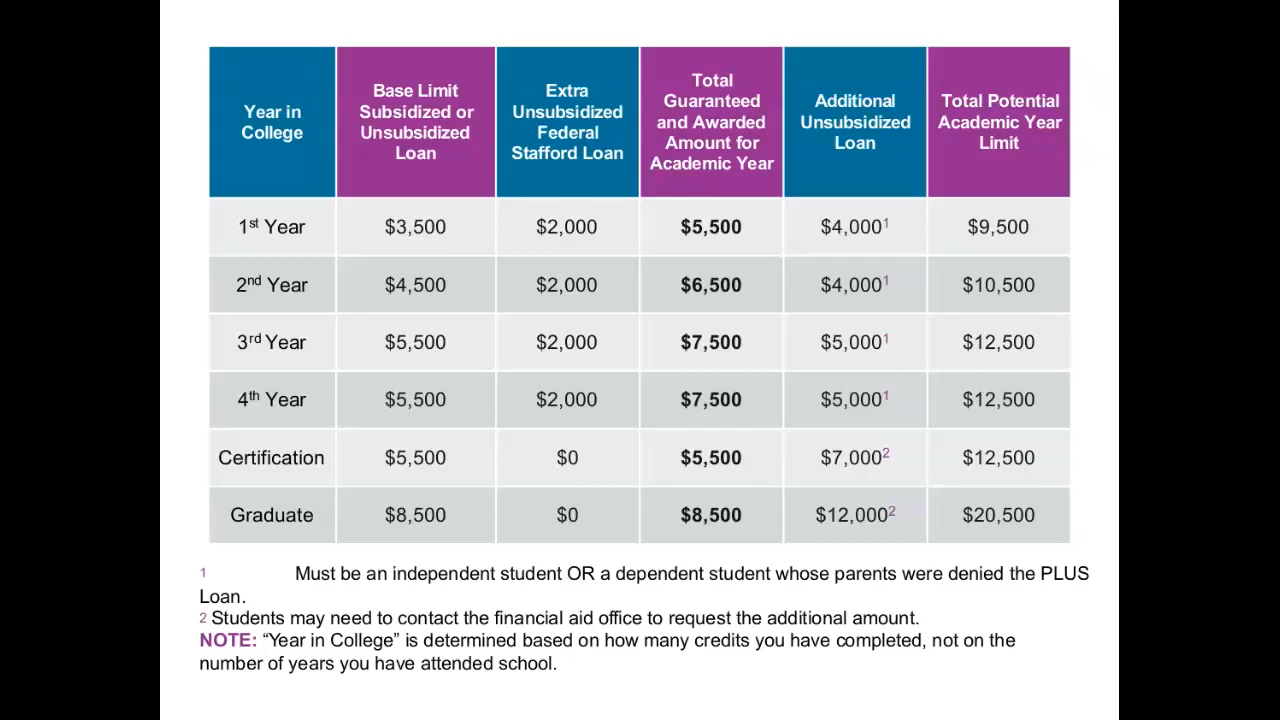 Year in College
Base Limit Subsidized or Unsubsidized Loan
Extra Unsubsidized Federal Stafford Loan
Total Guaranteed and Awarded Amount for Academic Year
Additional Unsubsidized Loan
Total Potential Academic Year Limit
1st Year $3,500 $2,000 $5,500 $4,0001 $9,500
2nd Year $4,500 $2,000 $6,500 $4,0001 $10,500
3rd Year $5,500 $2,000 $7,500 $5,0001 $12,500
4th Year $5,500 $2,000 $7,500 $5,0001 $12,500
Certification $5,500 $0 $5,500 $7,0002 $12,500
Graduate $8,500 $0 $8,500 $12,0002 $20,500
1 Must be an independent student OR a dependent student whose parents were denied the PLUS
Loan.
2 Students may need to contact the financial aid office to request the additional amount.
NOTE: “Year in College” is determined based on how many credits you have completed, not on the
number of years you have attended school.